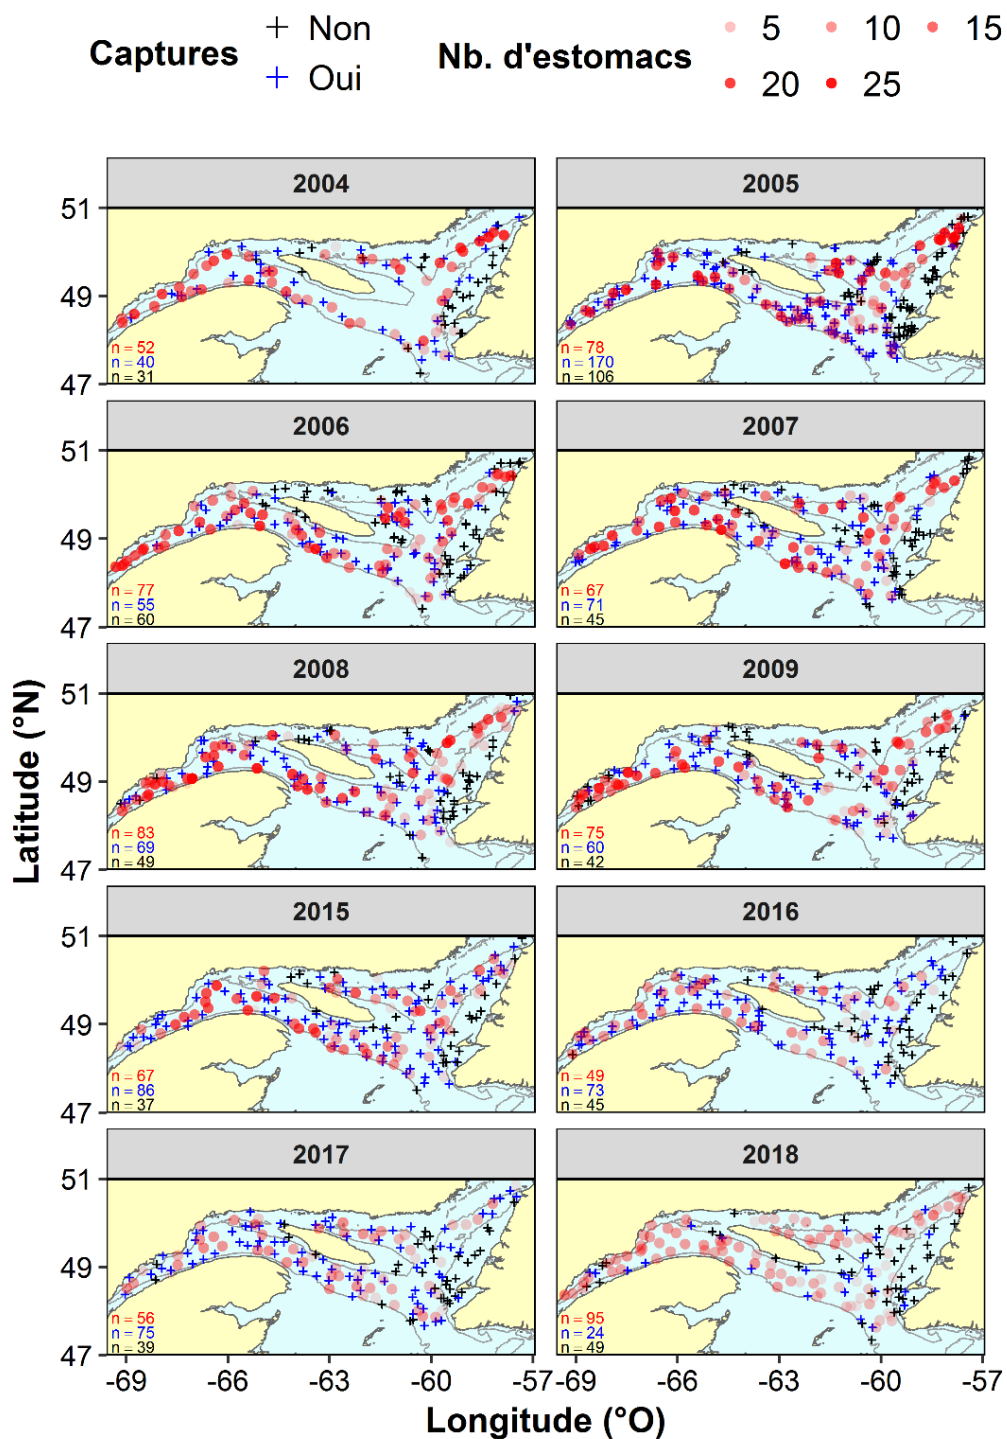 Captures
Non
Oui
Nb. d'estomacs
5 10 15
20 25
2004 2005
51
49
47
n = 52
n = 40
n = 31
n = 78
n = 170
n = 106
2006 2007
51
49
47
n = 77
n = 55
n = 60
n = 67
n = 71
n = 45
2008 2009
51
49
47
n = 83
n = 69
n = 49
n = 75
n = 60
n = 42
2015 2016
51
49
47
n = 67
n = 86
n = 37
n = 49
n = 73
n = 45
2017 2018
51
49
47
n = 56
n = 75
n = 39
n = 95
n = 24
n = 49
-69 -66 -63 -60 -57 -69 -66 -63 -60 -57
Latitude (°N)
Longitude (°O)